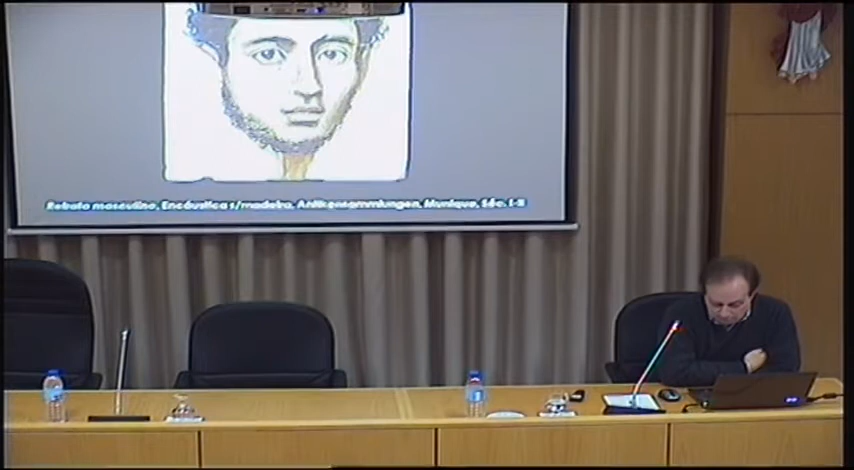 Retrato masculino, Encáustica s/madeira. Antikensammlungen, Munique, Séc. I-II